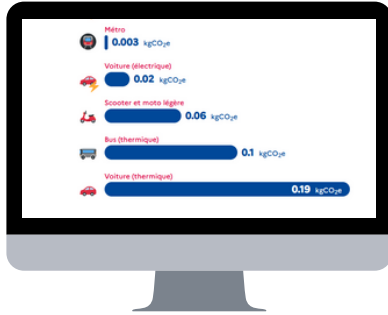 Métro
0.003 kgCO₂e
Voiture (électrique)
0.02 kgCO₂e
Scooter et moto légère
0.06 kgCO₂e
Bus (thermique)
0.1 kgCO₂e
Voiture (thermique)
0.19 kgCO₂e